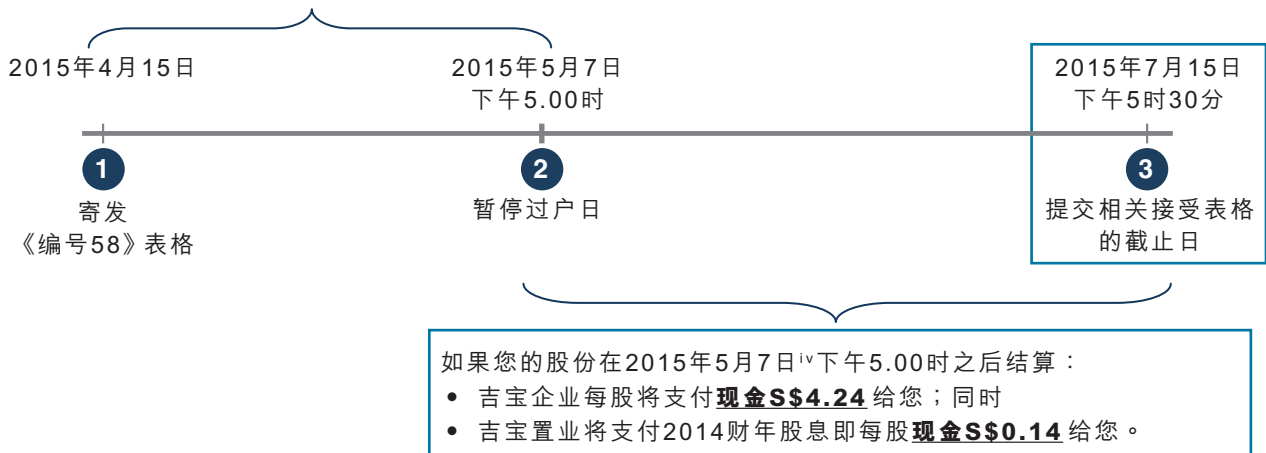 2015年4月15日
2015年5月7日
下午5.00时
2015年7月15日
下午5时30分
1
寄发
《编号58》表格
2
暂停过户日
3
提交相关接受表格
的截止日
如果您的股份在2015年5月7日iv下午5.00时之后结算：
• 吉宝企业每股将支付现金S$4.24给您；同时
• 吉宝置业将支付2014财年股息即每股现金S$0.14给您。